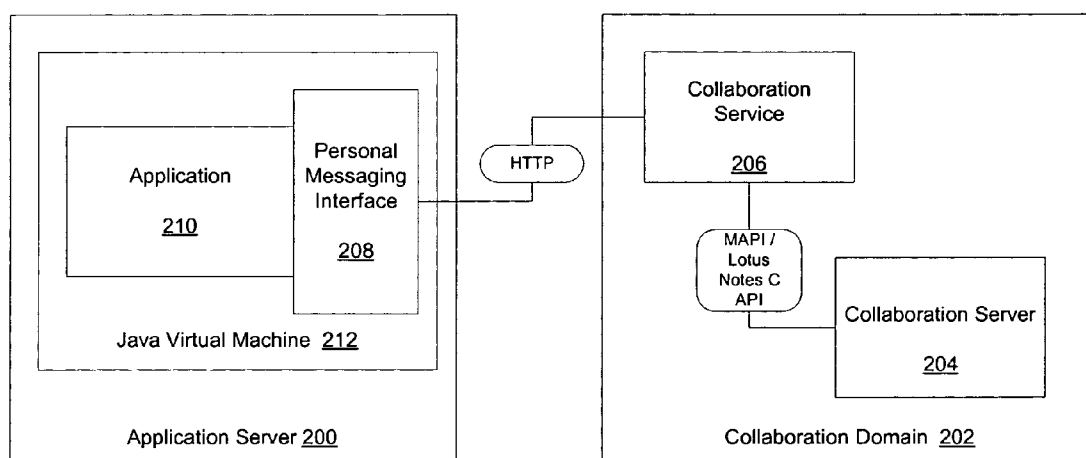 Application
210
Personal
Messaging
Interface
208
Java Virtual Machine 212
Application Server 200
HTTP
Collaboration
Service
206
MAPI /
Lotus
Notes C
API
Collaboration Server
204
Collaboration Domain 202